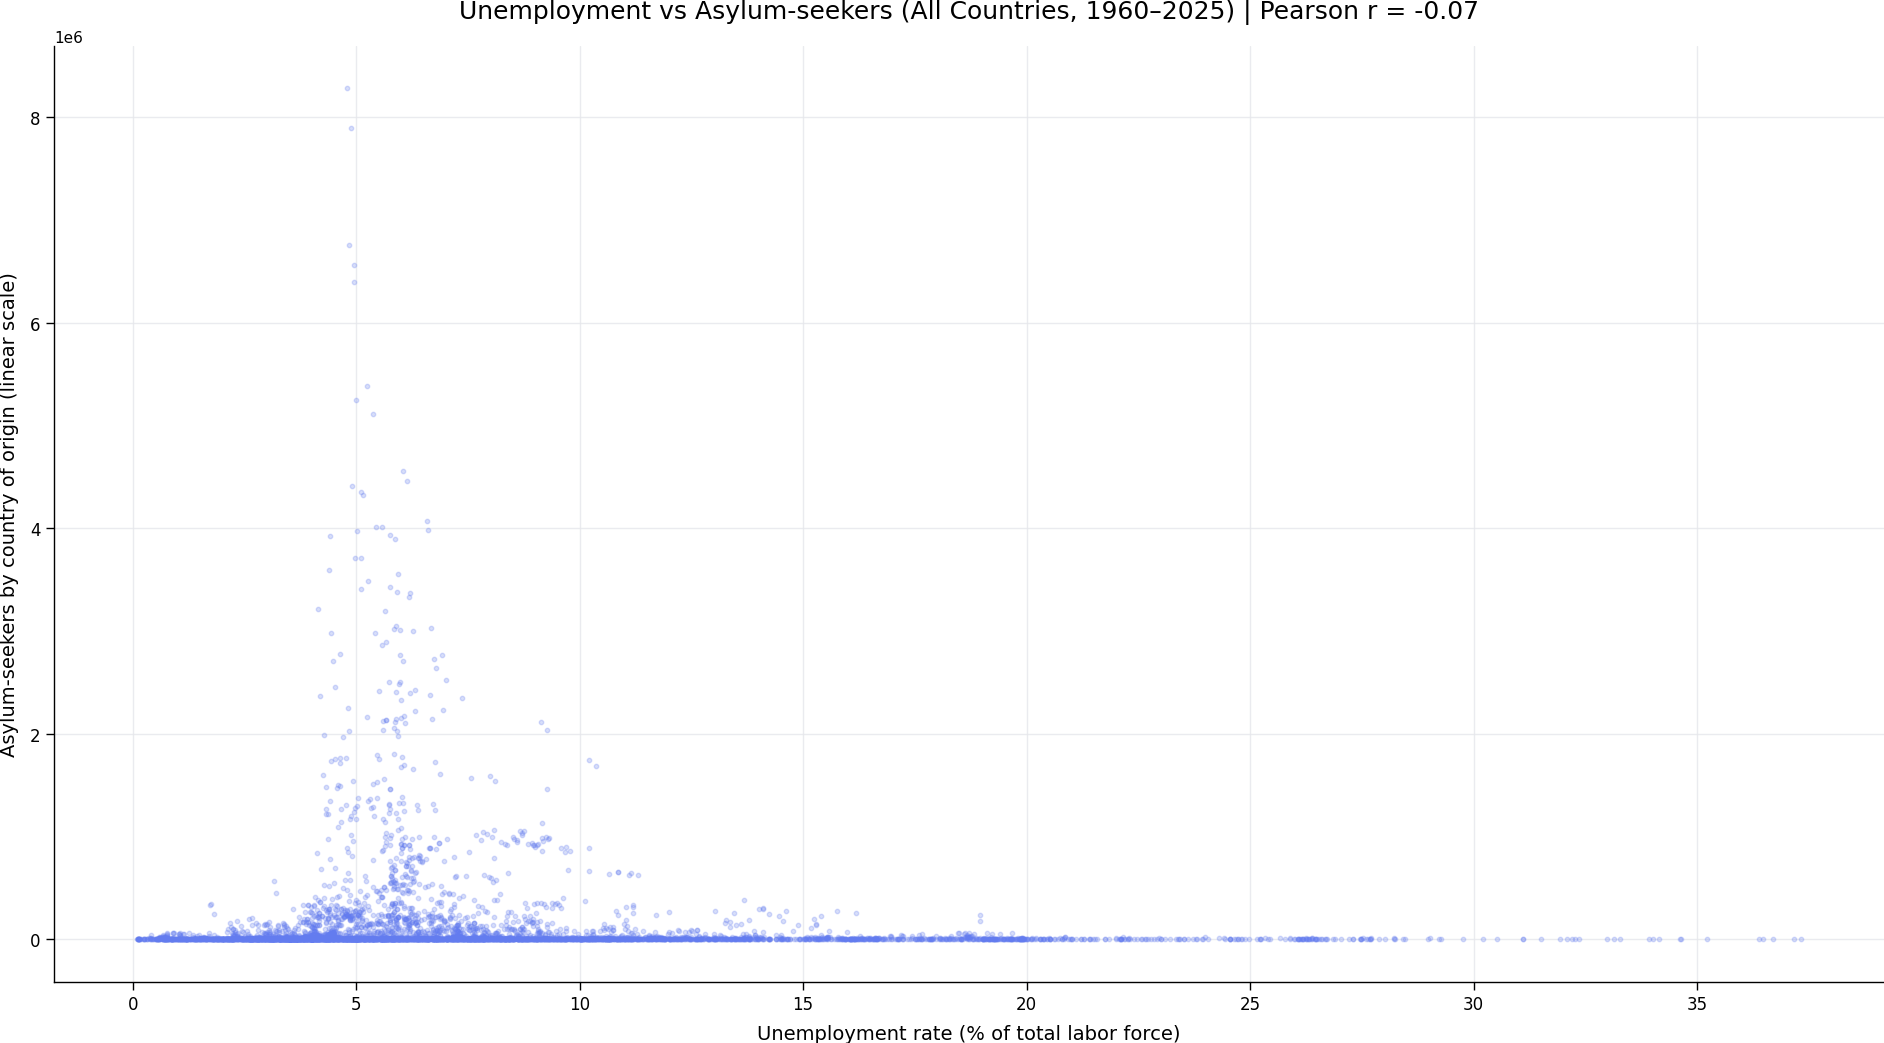 Unemployment vs Asylum-seekers (All Countries, 1960–2025) | Pearson r = -0.07
1e6
8
6
4
2
0
Asylum-seekers by country of origin (linear scale)
0 5 10 15 20 25 30 35
Unemployment rate (% of total labor force)